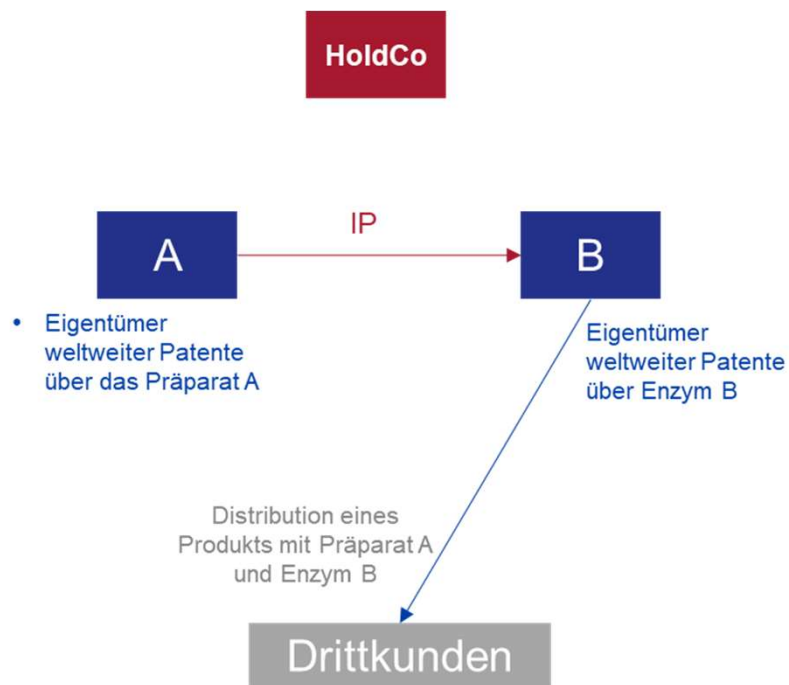 HoldCo
A
IP
B
• Eigentümer
weltweiter Patente
über das Präparat A
Eigentümer
weltweiter Patente
über Enzym B
Distribution eines
Produkts mit Präparat A
und Enzym B
Drittkunden